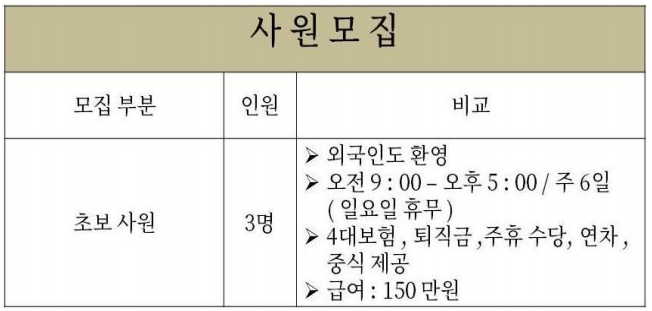 사원모집
모집 부분
인원
비교
초보 사원
3명
➢ 외국인도 환영
➢ 오전 9 : 00 – 오후 5 : 00 / 주 6일
( 일요일 휴무 )
➢ 4대보험 , 퇴직금 ,주휴 수당, 연차 ,
중식 제공
➢ 급여 : 150 만원